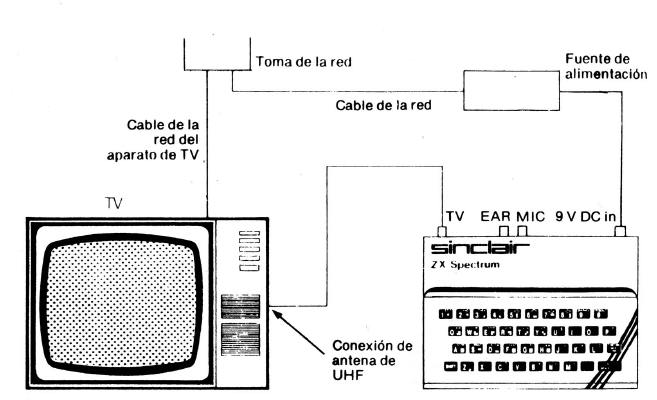 Toma de la red
Fuente de
alimentación
Cable de la red
Cable de la
red del
aparato de TV
TV
TV EAR MIC 9 V DC in
sinclair
ZX Spectrum
Conexión de
antena de
UHF